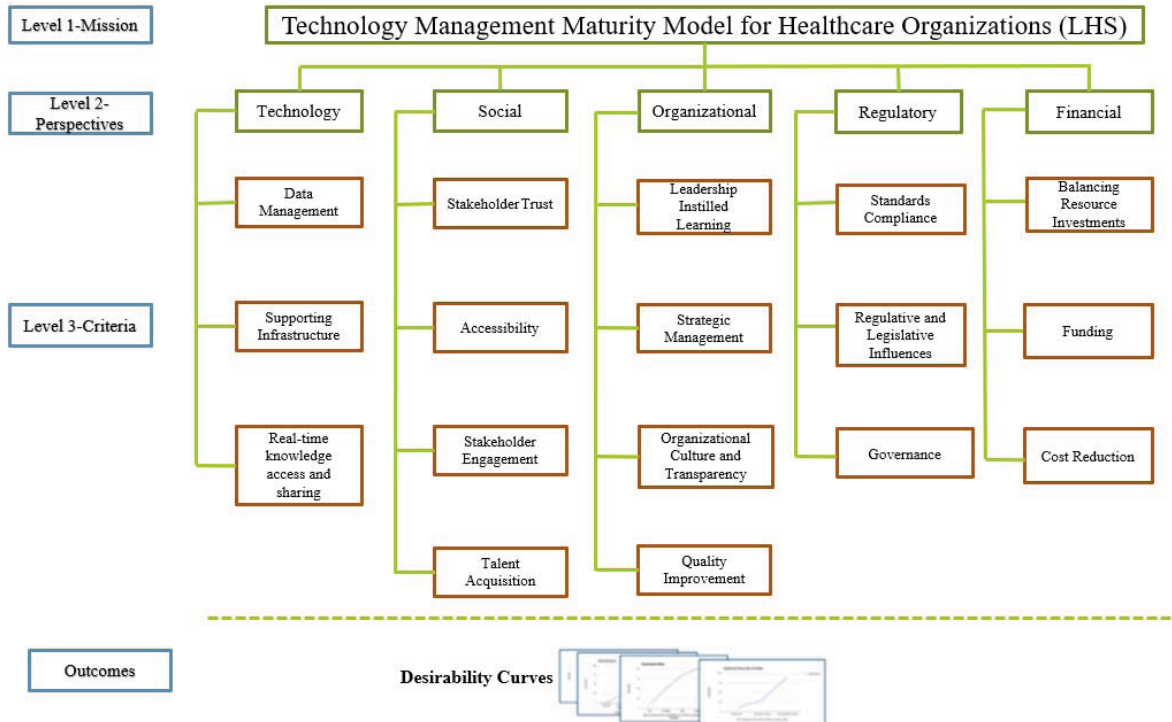 Level 1-Mission
Technology Management Maturity Model for Healthcare Organizations (LHS)
Level 2-
Perspectives
Technology
Social
Organizational
Regulatory
Financial
Data
Management
Stakeholder Trust
Leadership
Instilled
Learning
Standards
Compliance
Balancing
Resource
Investments
Level 3-Criteria
Supporting
Infrastructure
Accessibility
Strategic
Management
Regulative and
Legislative
Influences
Funding
Real-time
knowledge
access and
sharing
Stakeholder
Engagement
Organizational
Culture and
Transparency
Governance
Cost Reduction
Talent
Acquisition
Quality
Improvement
Outcomes
Desirability Curves